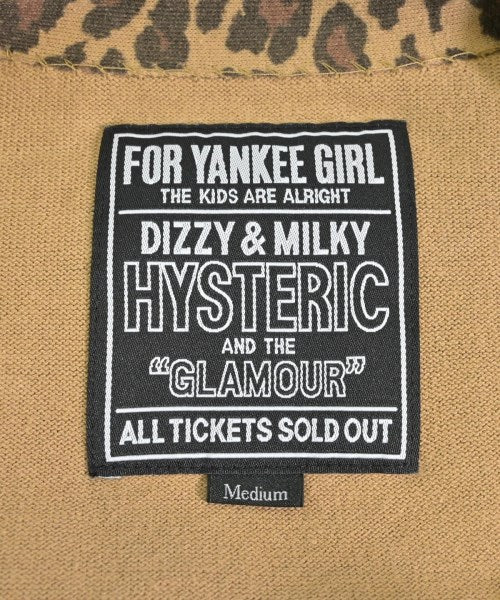 FOR YANKEE GIRL
THE KIDS ARE ALRIGHT
DIZZY & MILKY
HYSTERIC
AND THE
"GLAMOUR"
ALL TICKETS SOLD OUT
Medium